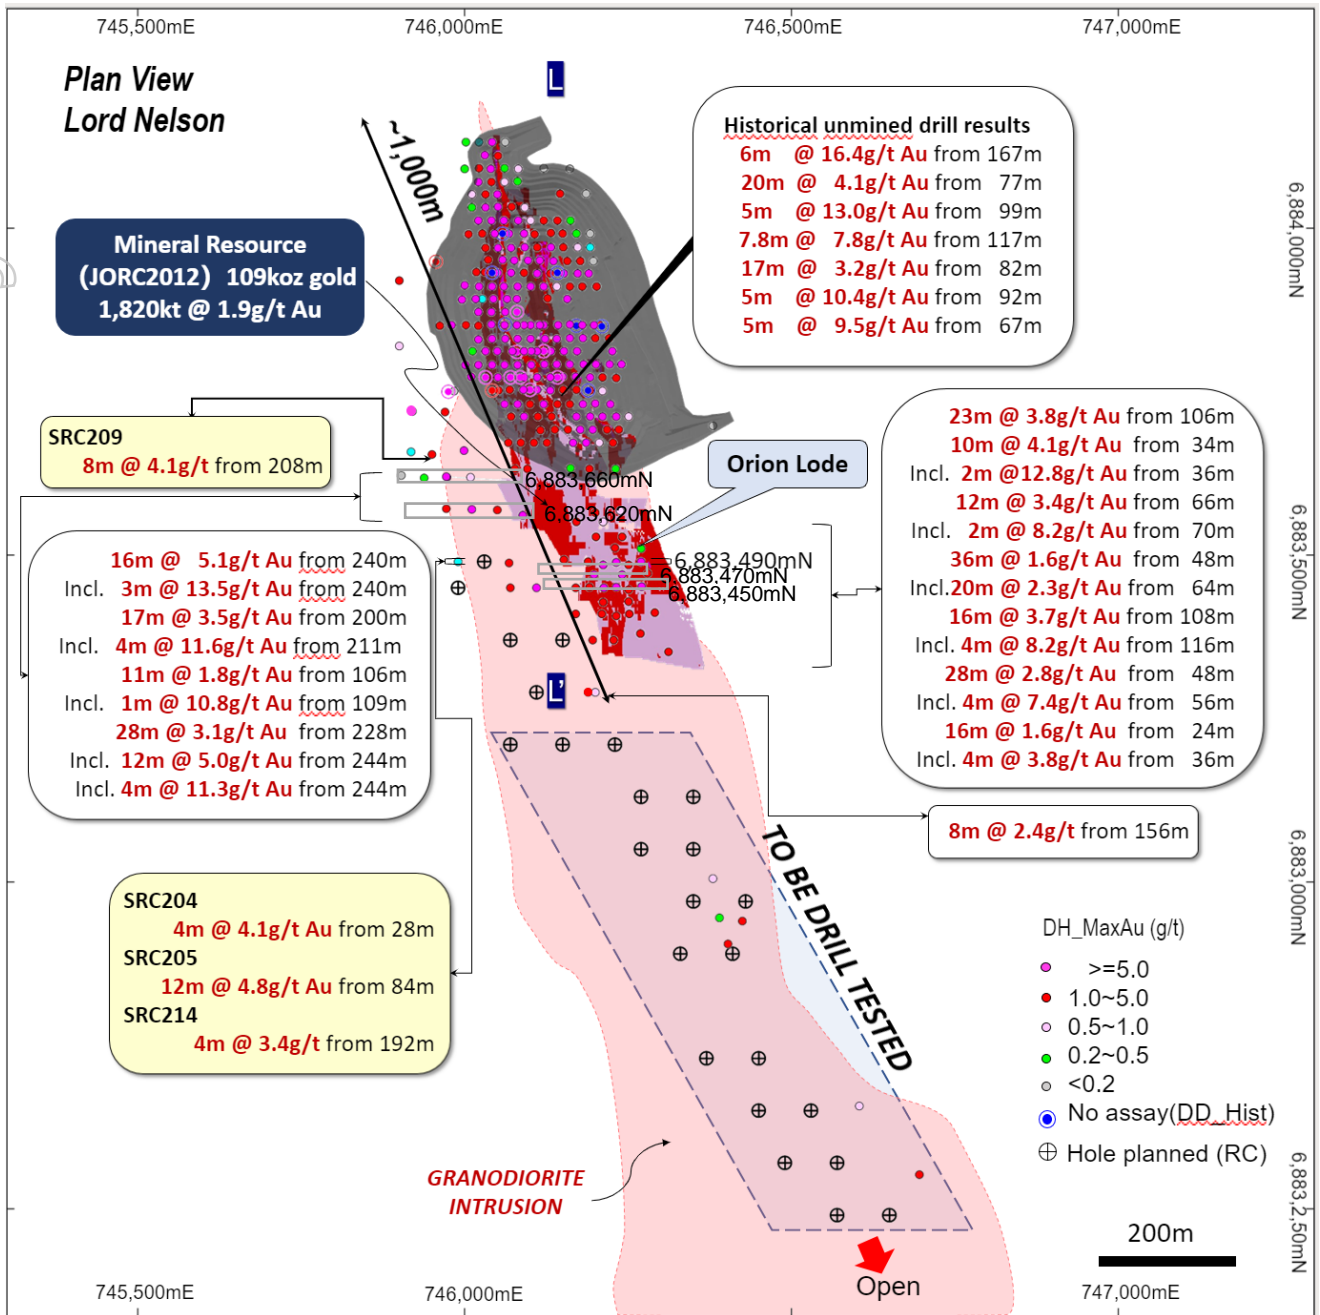 745,500mE
746,000mE
746,500mE
747,000mE
Plan View
Lord Nelson
L
~1,000m
Historical unmined drill results
6m @ 16.4g/t Au from 167m
20m @ 4.1g/t Au from 77m
5m @ 13.0g/t Au from 99m
7.8m @ 7.8g/t Au from 117m
17m @ 3.2g/t Au from 82m
5m @ 10.4g/t Au from 92m
5m @ 9.5g/t Au from 67m
6,884,000mN
Mineral Resource
(JORC2012) 109koz gold
1,820kt @ 1.9g/t Au
SRC209
8m @ 4.1g/t from 208m
Orion Lode
6,883,660mN
6,883,620mN
6,883,490mN
6,883,470mN
6,883,450mN
6,883,500mN
23m @ 3.8g/t Au from 106m
10m @ 4.1g/t Au from 34m
Incl. 2m @12.8g/t Au from 36m
12m @ 3.4g/t Au from 66m
Incl. 2m @ 8.2g/t Au from 70m
36m @ 1.6g/t Au from 48m
Incl.20m @ 2.3g/t Au from 64m
16m @ 3.7g/t Au from 108m
Incl. 4m @ 8.2g/t Au from 116m
28m @ 2.8g/t Au from 48m
Incl. 4m @ 7.4g/t Au from 56m
16m @ 1.6g/t Au from 24m
Incl. 4m @ 3.8g/t Au from 36m
16m @ 5.1g/t Au from 240m
Incl. 3m @ 13.5g/t Au from 240m
17m @ 3.5g/t Au from 200m
Incl. 4m @ 11.6g/t Au from 211m
11m @ 1.8g/t Au from 106m
Incl. 1m @ 10.8g/t Au from 109m
28m @ 3.1g/t Au from 228m
Incl. 12m @ 5.0g/t Au from 244m
Incl. 4m @ 11.3g/t Au from 244m
L'
8m @ 2.4g/t from 156m
TO BE DRILL TESTED
SRC204
4m @ 4.1g/t Au from 28m
SRC205
12m @ 4.8g/t Au from 84m
SRC214
4m @ 3.4g/t from 192m
6,883,000mN
DH_MaxAu (g/t)
>=5.0
1.0~5.0
0.5~1.0
0.2~0.5
<0.2
No assay(DD_Hist)
Hole planned (RC)
GRANODIORITE
INTRUSION
6,883,2,50mN
200m
Open
745,500mE
746,000mE
747,000mE